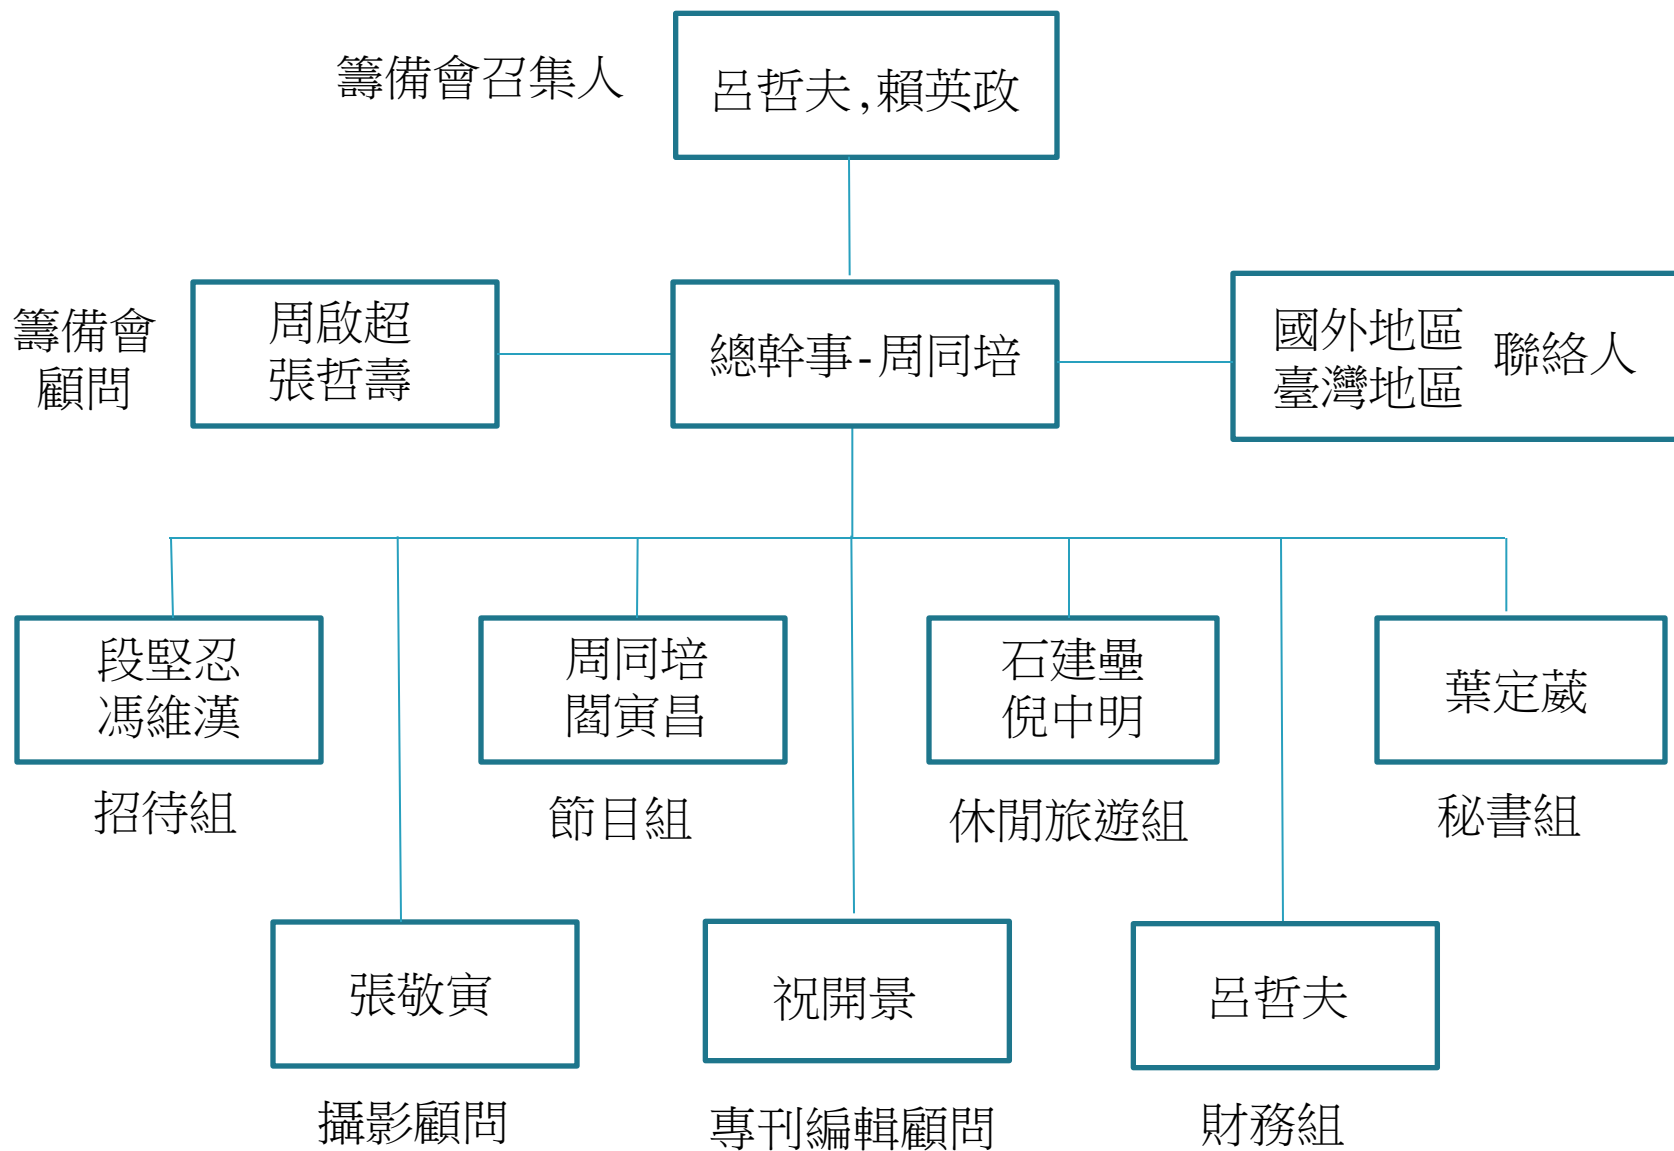 籌備會召集人
呂哲夫,賴英政
籌備會
顧問
周啟超
張哲壽
總幹事-周同培
國外地區
臺灣地區
聯絡人
段堅忍
馮維漢
招待組
周同培
閻寅昌
節目組
石建壘
倪中明
休閒旅遊組
葉定葳
秘書組
張敬寅
攝影顧問
祝開景
專刊編輯顧問
呂哲夫
財務組